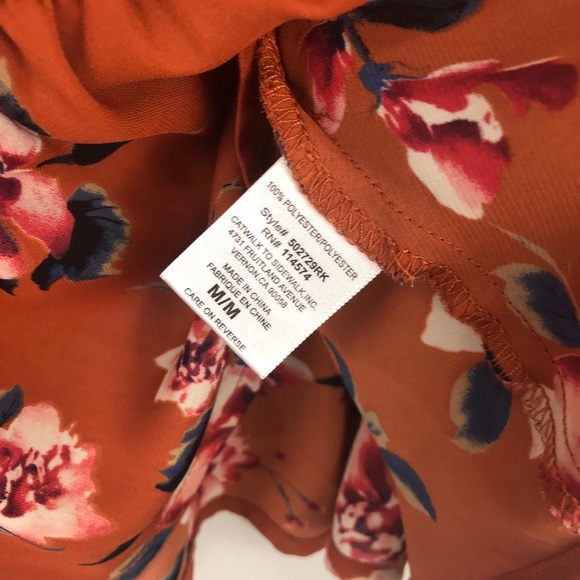 100% POLYESTER/POLYESTER
Style# 502729RK
RN# 114574
CATWALK TO SIDEWALK,INC.
4731 FRUITLAND AVENUE
VERNON,CA 90058
MADE IN CHINA
FABRIQUE EN CHINE
M/M
CARE ON REVERSE